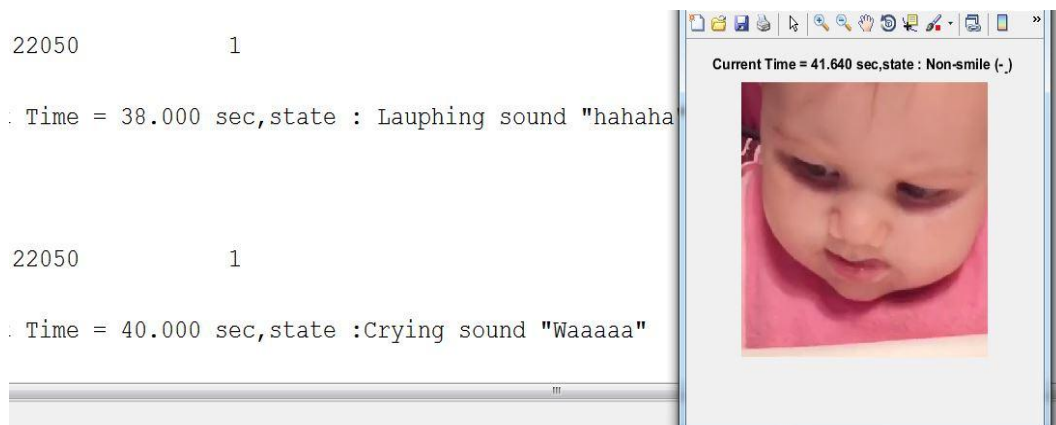 22050 1
Time = 38.000 sec,state : Lauphing sound "hahaha"
22050 1
Time = 40.000 sec,state :Crying sound "Waaaaa"
Current Time = 41.640 sec,state : Non-smile (-_)